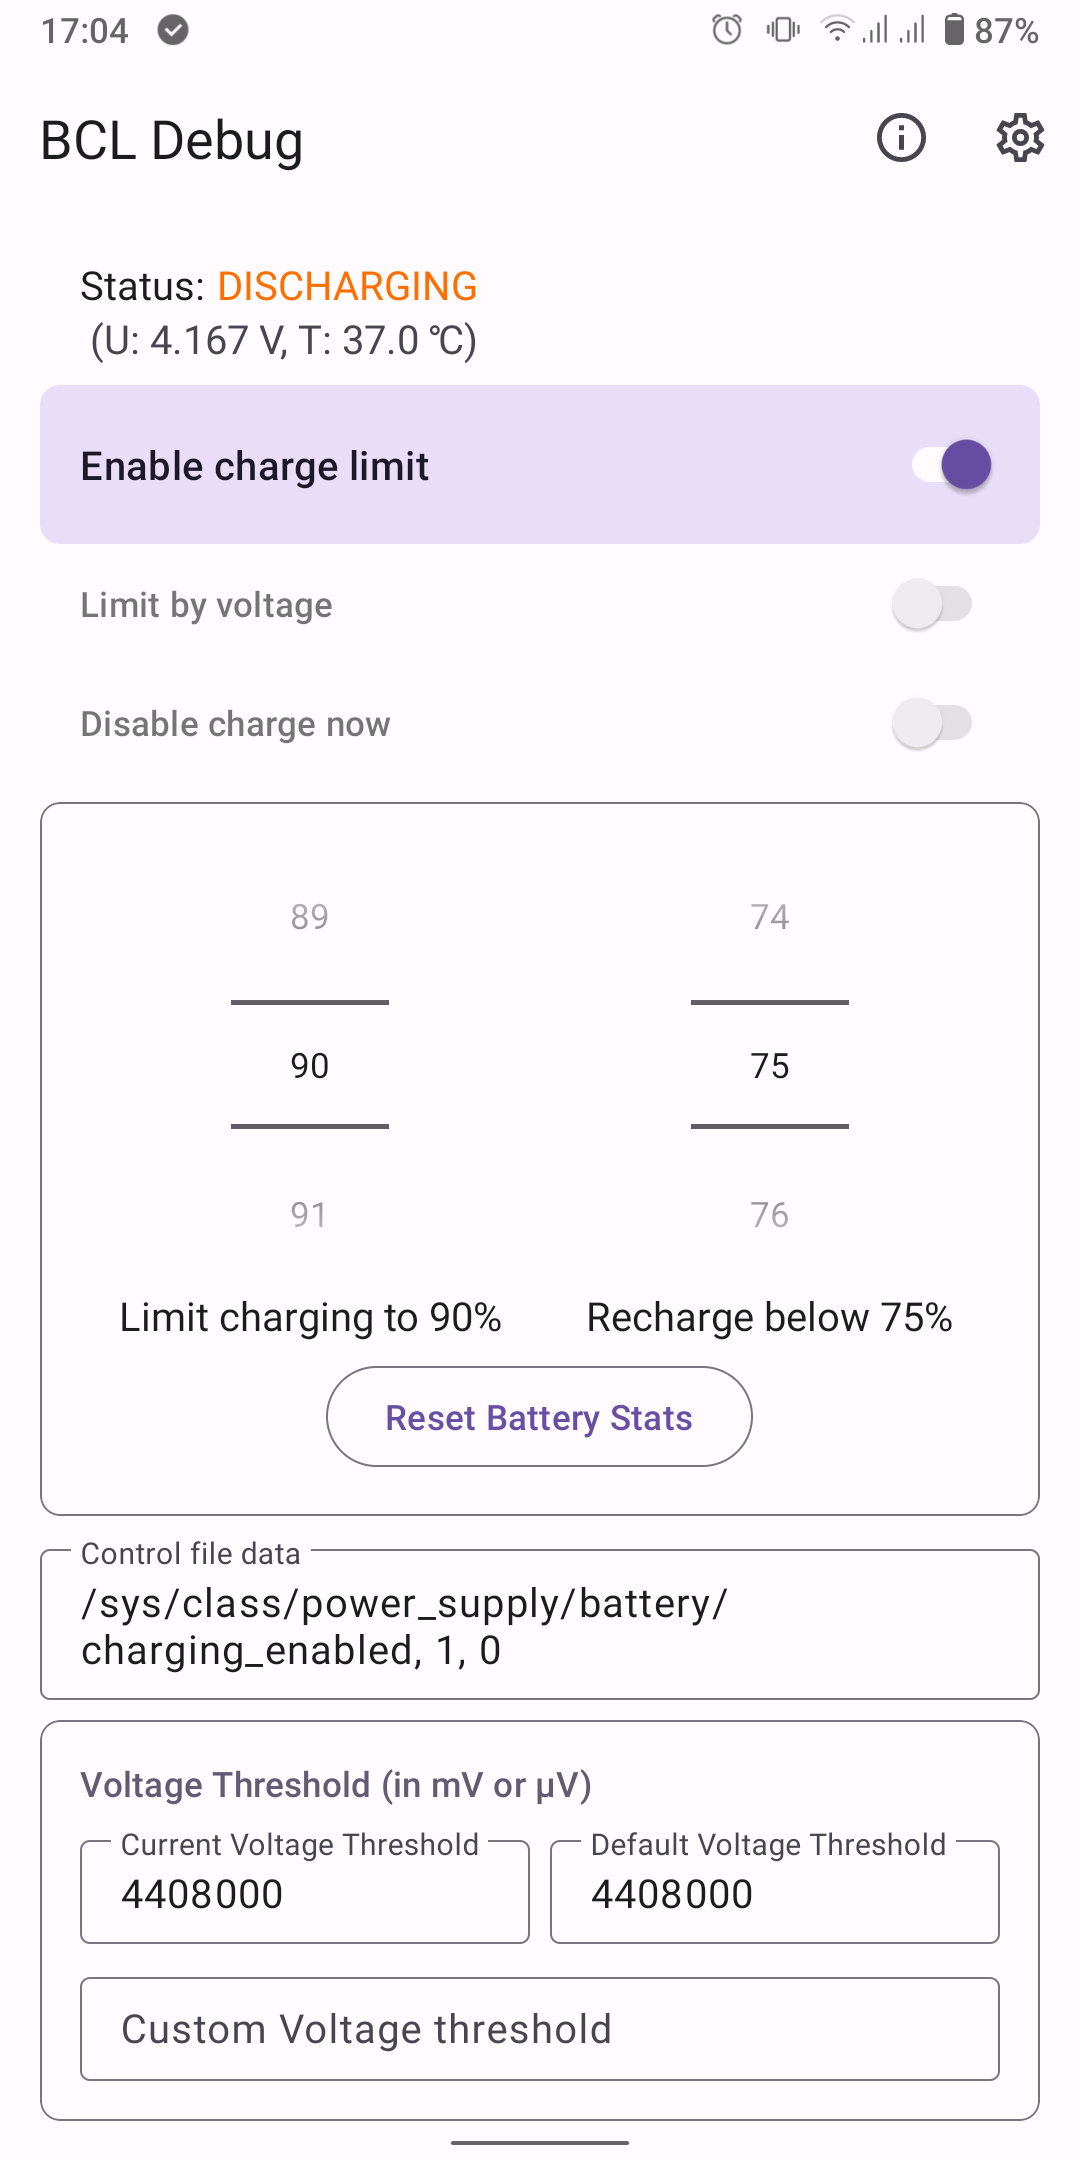 17:04
87%
BCL Debug
Status: DISCHARGING
(U: 4.167 V, T: 37.0 ℃)
Enable charge limit
Limit by voltage
Disable charge now
89
74
90
75
91
76
Limit charging to 90%
Recharge below 75%
Reset Battery Stats
Control file data
/sys/class/power_supply/battery/
charging_enabled, 1, 0
Voltage Threshold (in mV or µV)
Current Voltage Threshold
4408000
Default Voltage Threshold
4408000
Custom Voltage threshold